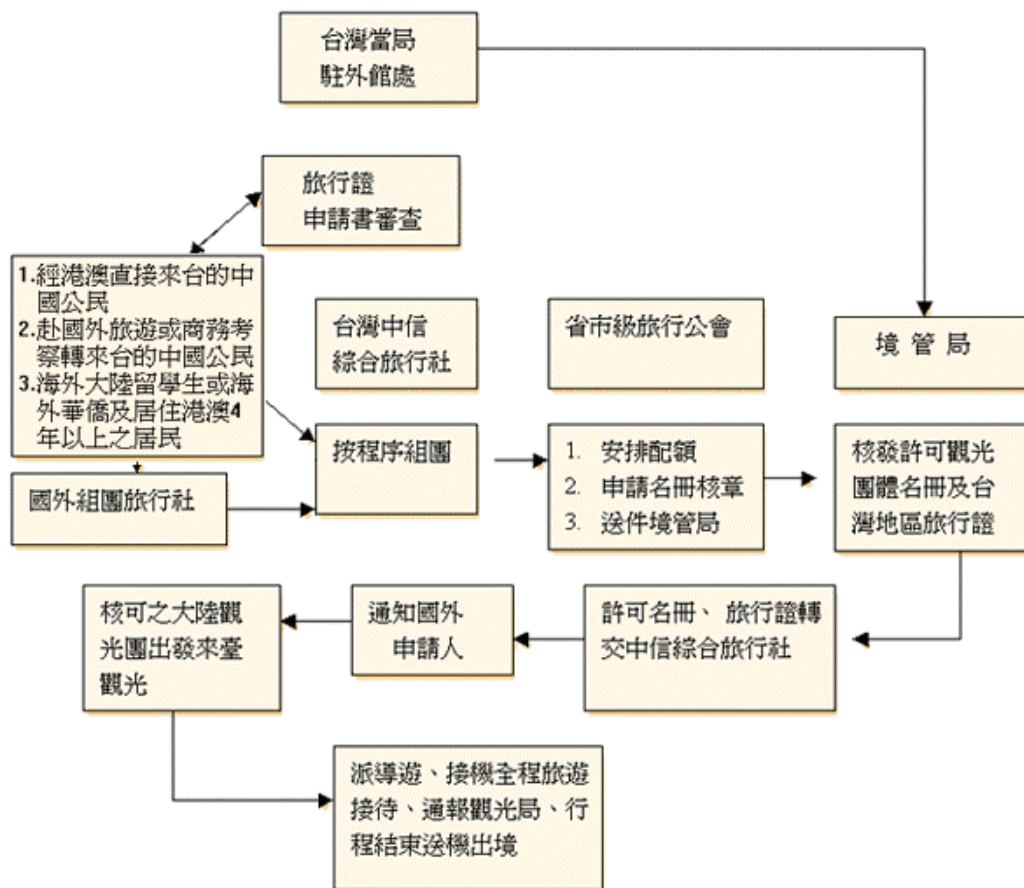 台灣當局
駐外館處
旅行證
申請書審查
1.經港澳直接來台的中
國公民
2.赴國外旅遊或商務考
察轉來台的中國公民
3.海外大陸留學生或海
外華僑及居住港澳4
年以上之居民
台灣中信
綜合旅行社
省市級旅行公會
境 管 局
國外組團旅行社
按程序組團
1. 安排配額
2. 申請名冊核章
3. 送件境管局
核發許可觀光
團體名冊及台
灣地區旅行證
核可之大陸觀
光團出發來臺
觀光
通知國外
申請人
許可名冊、 旅行證轉
交中信綜合旅行社
派導遊、接機全程旅遊
接待、通報觀光局、行
程結束送機出境